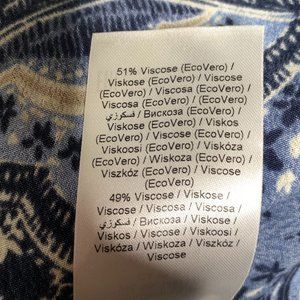 51% Viscose (EcoVero) /
Viskose (EcoVero) / Viscose
(EcoVero) / Viscosa (EcoVero) /
Viscosa (EcoVero) / (EcoVero)
فسكوزي / Вискоза (EcoVero) /
Viskose (EcoVero) / Viskos
(EcoVero) / Viscose (EcoVero) /
Viskoosi (EcoVero) / Viskóza
(EcoVero) / Wiskoza (EcoVero) /
Viszkóz (EcoVero) / Viscose
(EcoVero)
49% Viscose / Viskose /
Viscose / Viscosa / Viscosa /
فسكوزي / Вискоза / Viskose /
Viskos / Viscose / Viskoosi /
Viskóza / Wiskoza / Viszkóz /
Viscose